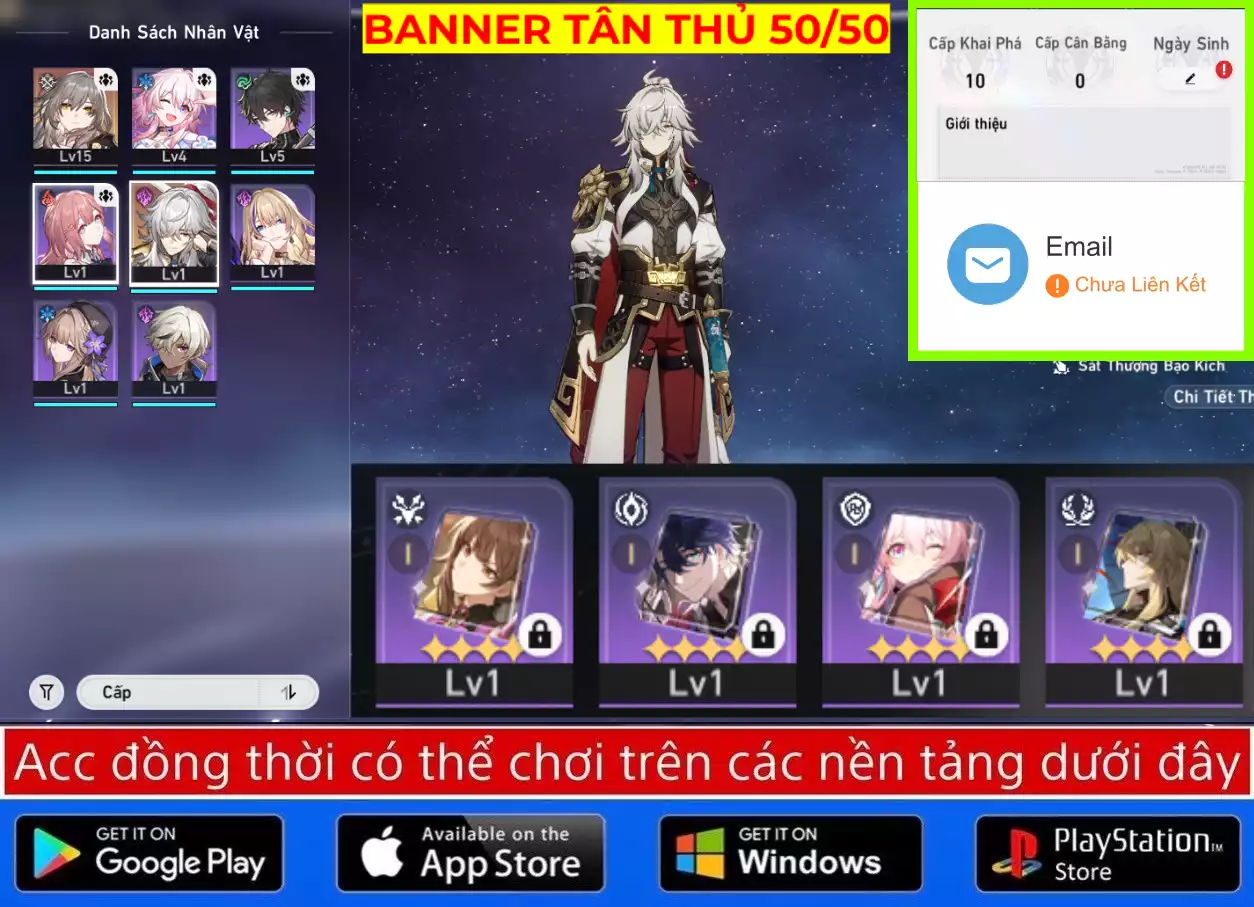 Danh Sách Nhân Vật
BANNER TÂN THỦ 50/50
Cấp Khai Phá
Cấp Cân Bằng
Ngày Sinh
10
0
Giới thiệu
Email
Chưa Liên Kết
Sát Thương Bạo Kích
Chi Tiết Th
Lv15
Lv4
Lv5
Lv1
Lv1
Lv1
Lv1
Lv1
Cấp
Lv1
Lv1
Lv1
Lv1
Acc đồng thời có thể chơi trên các nền tảng dưới đây
GET IT ON
Google Play
Available on the
App Store
GET IT ON
Windows
PlayStation™
Store